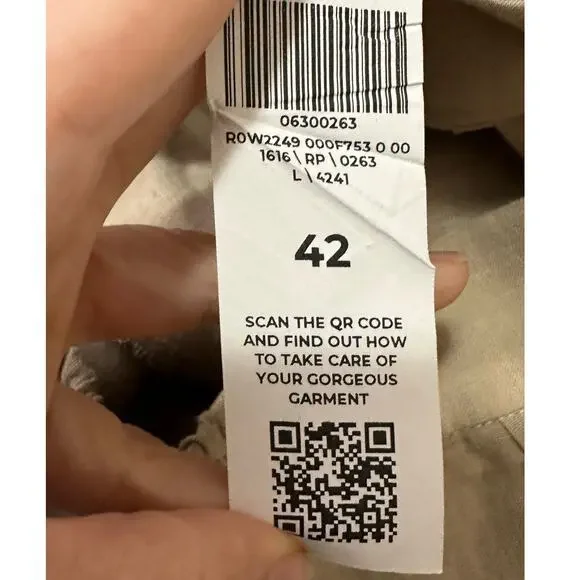 06300263
R0W2249 000F753 0 00
1616 \ RP \ 0263
L \ 4241
42
SCAN THE QR CODE
AND FIND OUT HOW
TO TAKE CARE OF
YOUR GORGEOUS
GARMENT